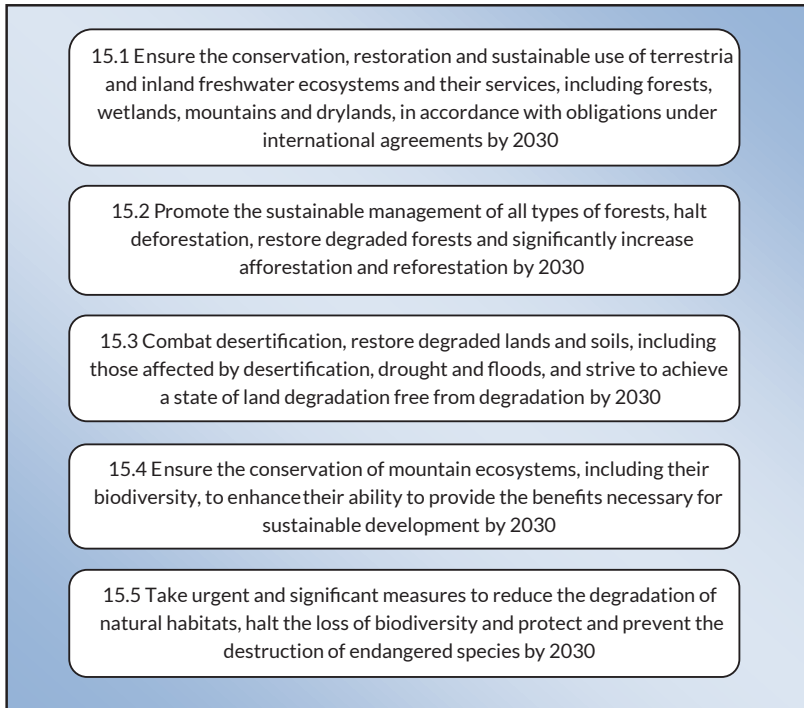 15.1 Ensure the conservation, restoration and sustainable use of terrestria
and inland freshwater ecosystems and their services, including forests,
wetlands, mountains and drylands, in accordance with obligations under
international agreements by 2030
15.2 Promote the sustainable management of all types of forests, halt
deforestation, restore degraded forests and significantly increase
afforestation and reforestation by 2030
15.3 Combat desertification, restore degraded lands and soils, including
those affected by desertification, drought and floods, and strive to achieve
a state of land degradation free from degradation by 2030
15.4 Ensure the conservation of mountain ecosystems, including their
biodiversity, to enhance their ability to provide the benefits necessary for
sustainable development by 2030
15.5 Take urgent and significant measures to reduce the degradation of
natural habitats, halt the loss of biodiversity and protect and prevent the
destruction of endangered species by 2030